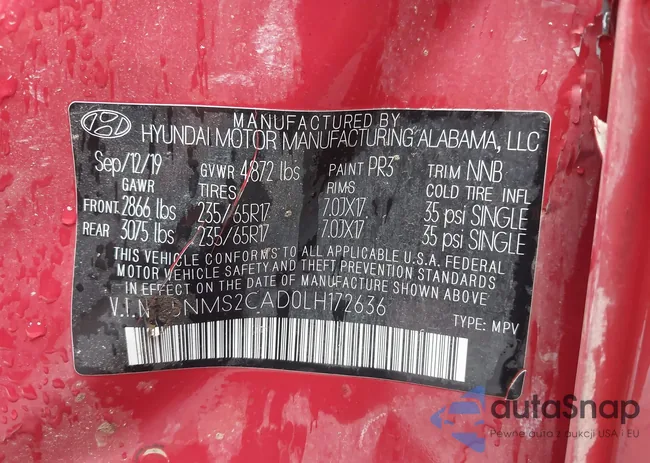 MANUFACTURED BY
HYUNDAI MOTOR MANUFACTURING ALABAMA, LLC
Sep/12/19 GVWR 4872 lbs PAINT PR3 TRIM NNB
GAWR TIRES RIMS COLD TIRE INFL
FRONT 2866 lbs 235/65R17 7.0JX17 35 psi SINGLE
REAR 3075 lbs 235/65R17 7.0JX17 35 psi SINGLE
THIS VEHICLE CONFORMS TO ALL APPLICABLE U.S.A. FEDERAL
MOTOR VEHICLE SAFETY AND THEFT PREVENTION STANDARDS
IN EFFECT ON THE DATE OF MANUFACTURE SHOWN ABOVE
V.I.N. 5NMS2CAD0LH172636
TYPE: MPV
autaSnap
Pewne auta z aukcji USA · EU